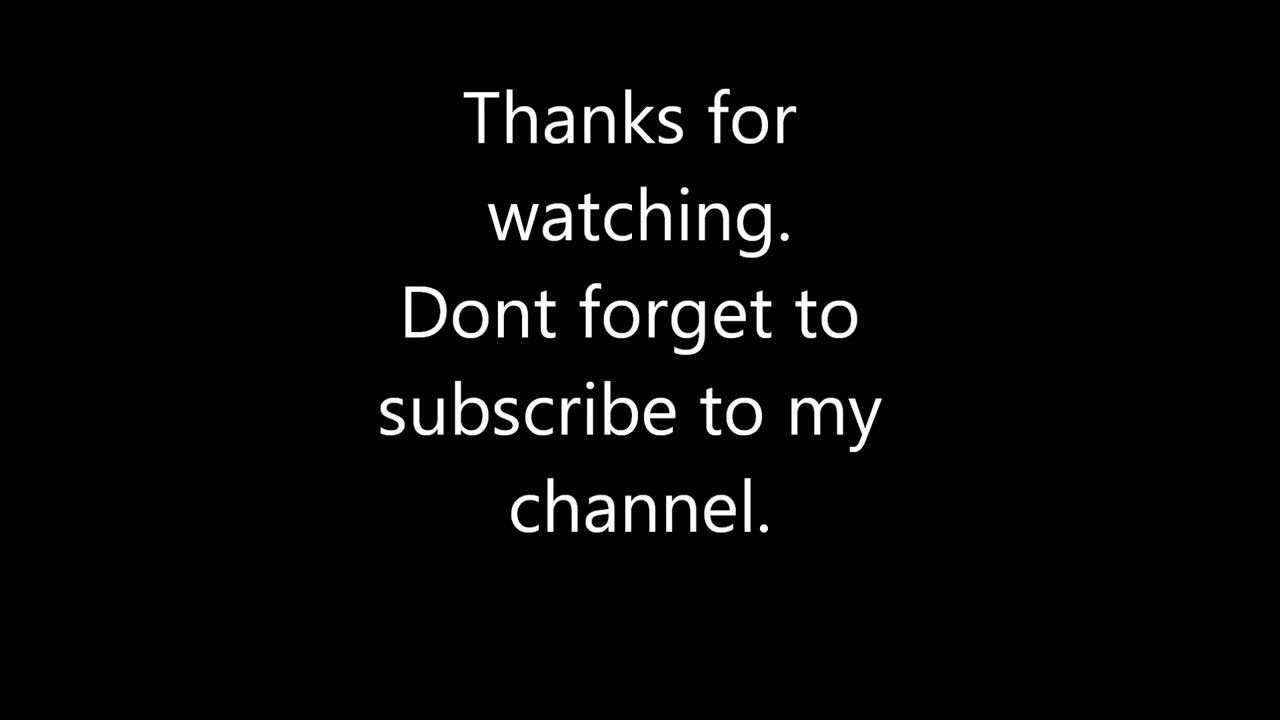 Thanks for
watching.
Dont forget to
subscribe to my
channel.